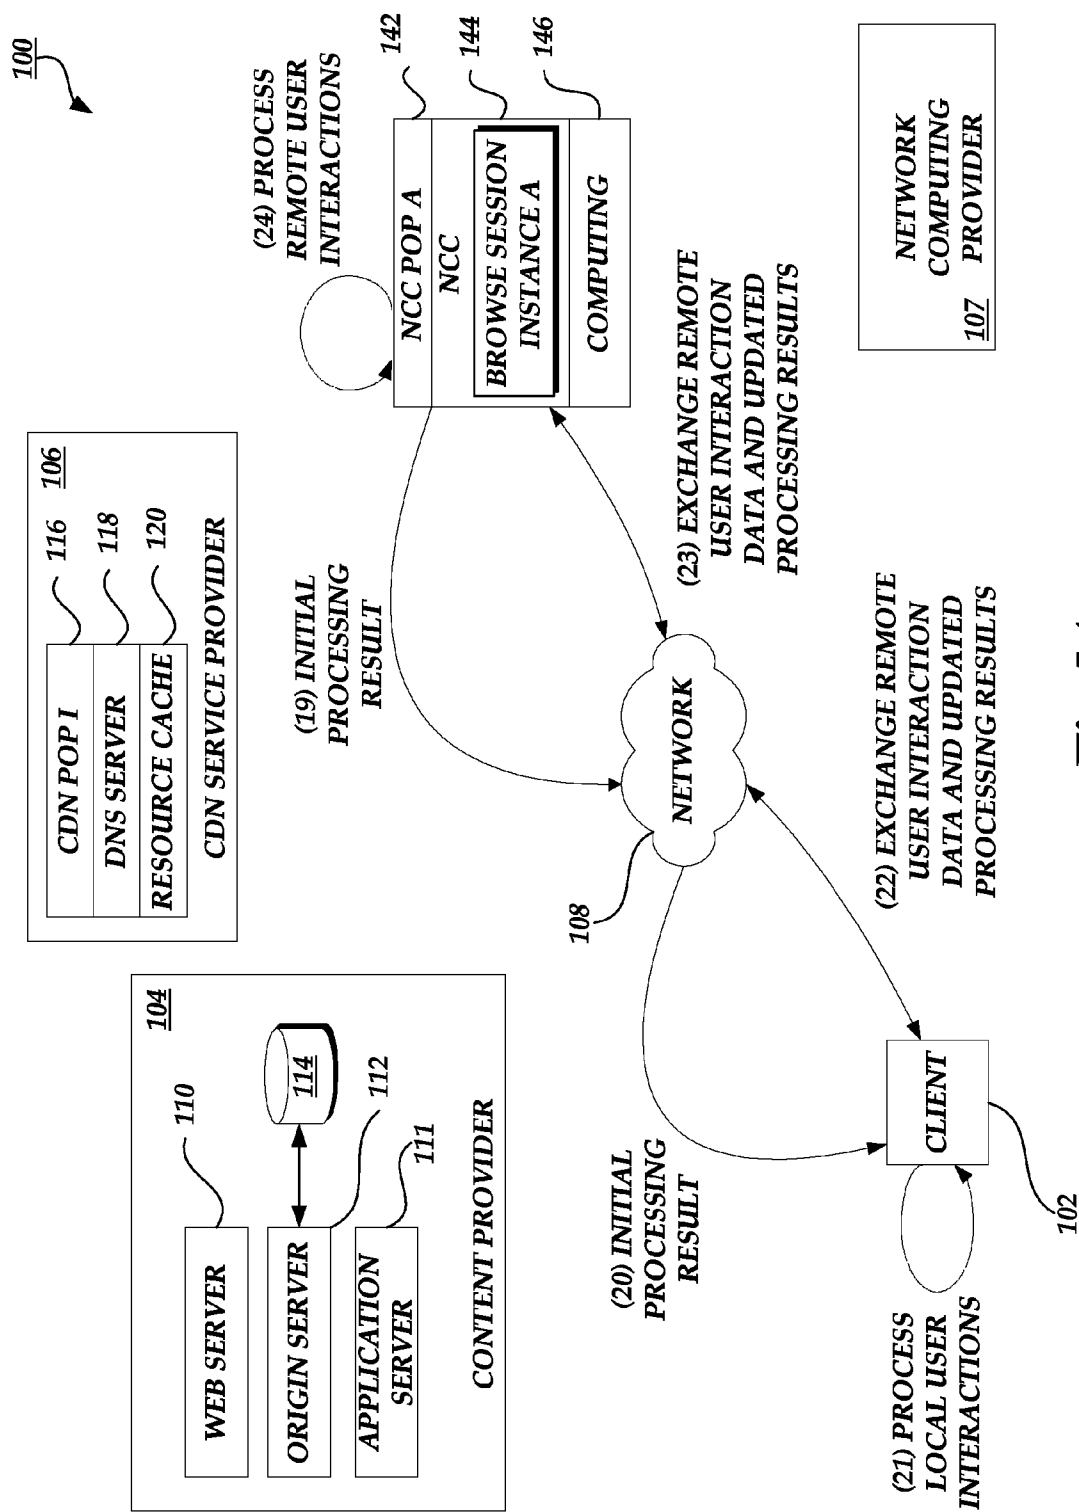 100
104
WEB SERVER
110
ORIGIN SERVER
114
112
APPLICATION
SERVER
111
CONTENT PROVIDER
106
CDN POP I
116
DNS SERVER
118
RESOURCE CACHE
120
CDN SERVICE PROVIDER
(24) PROCESS
REMOTE USER
INTERACTIONS
(19) INITIAL
PROCESSING
RESULT
NCC POP A
142
NCC
144
BROWSE SESSION
INSTANCE A
COMPUTING
146
(20) INITIAL
PROCESSING
RESULT
108
NETWORK
(23) EXCHANGE REMOTE
USER INTERACTION
DATA AND UPDATED
PROCESSING RESULTS
(21) PROCESS
LOCAL USER
INTERACTIONS
CLIENT
102
(22) EXCHANGE REMOTE
USER INTERACTION
DATA AND UPDATED
PROCESSING RESULTS
NETWORK
COMPUTING
PROVIDER
107